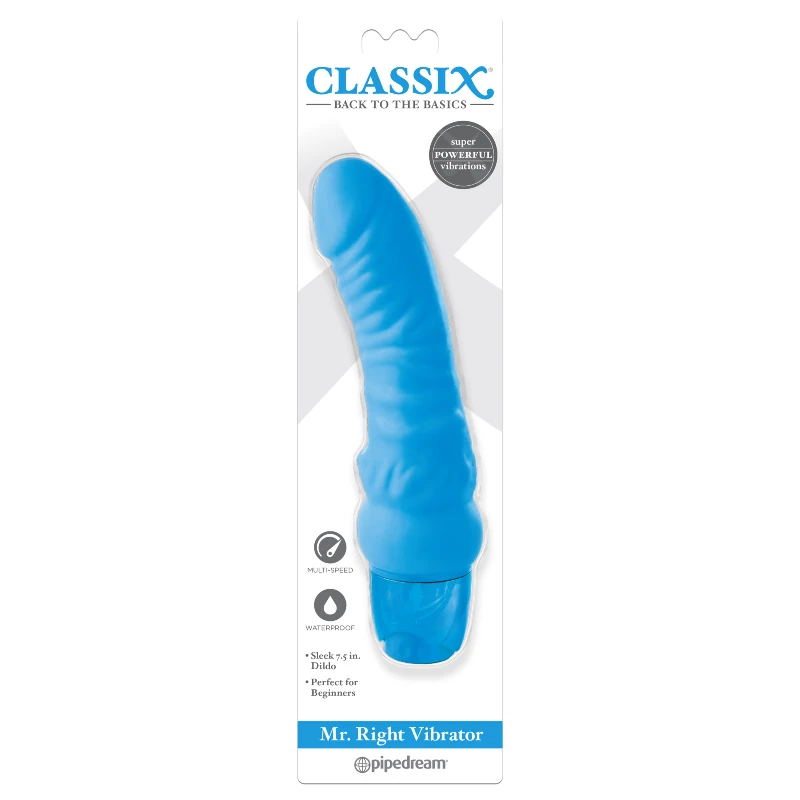 CLASSIX®
BACK TO THE BASICS
super
POWERFUL
vibrations
MULTI-SPEED
WATERPROOF
• Sleek 7.5 in.
Dildo
• Perfect for
Beginners
Mr. Right Vibrator
pipedream